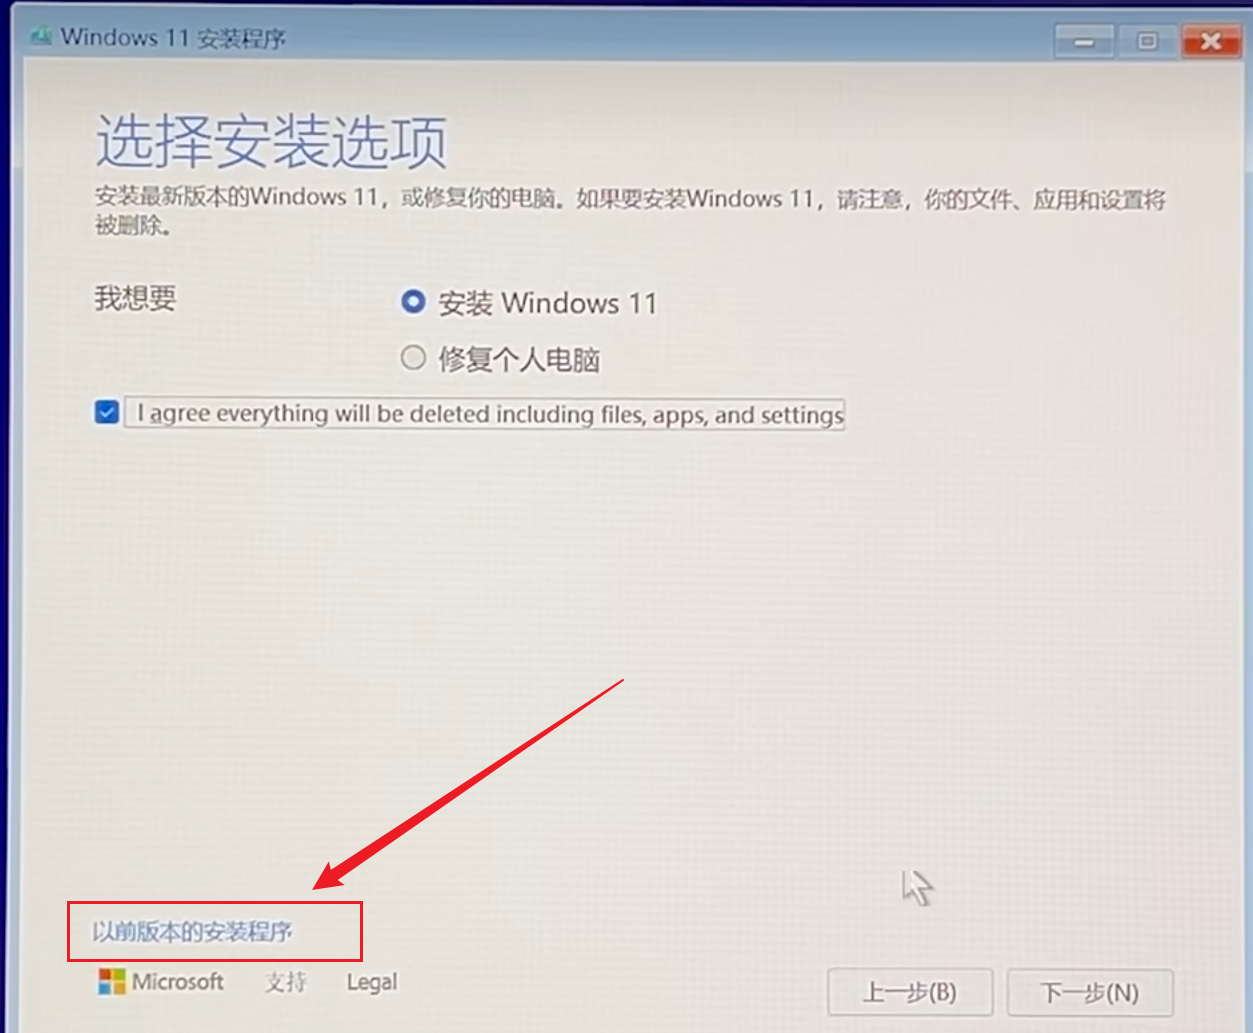 Windows 11 安装程序
选择安装选项
安装最新版本的Windows 11，或修复你的电脑。如果要安装Windows 11，请注意，你的文件、应用和设置将
被删除。
我想要
安装 Windows 11
修复个人电脑
I agree everything will be deleted including files, apps, and settings
以前版本的安装程序
Microsoft 支持 Legal
上一步(B) 下一步(N)